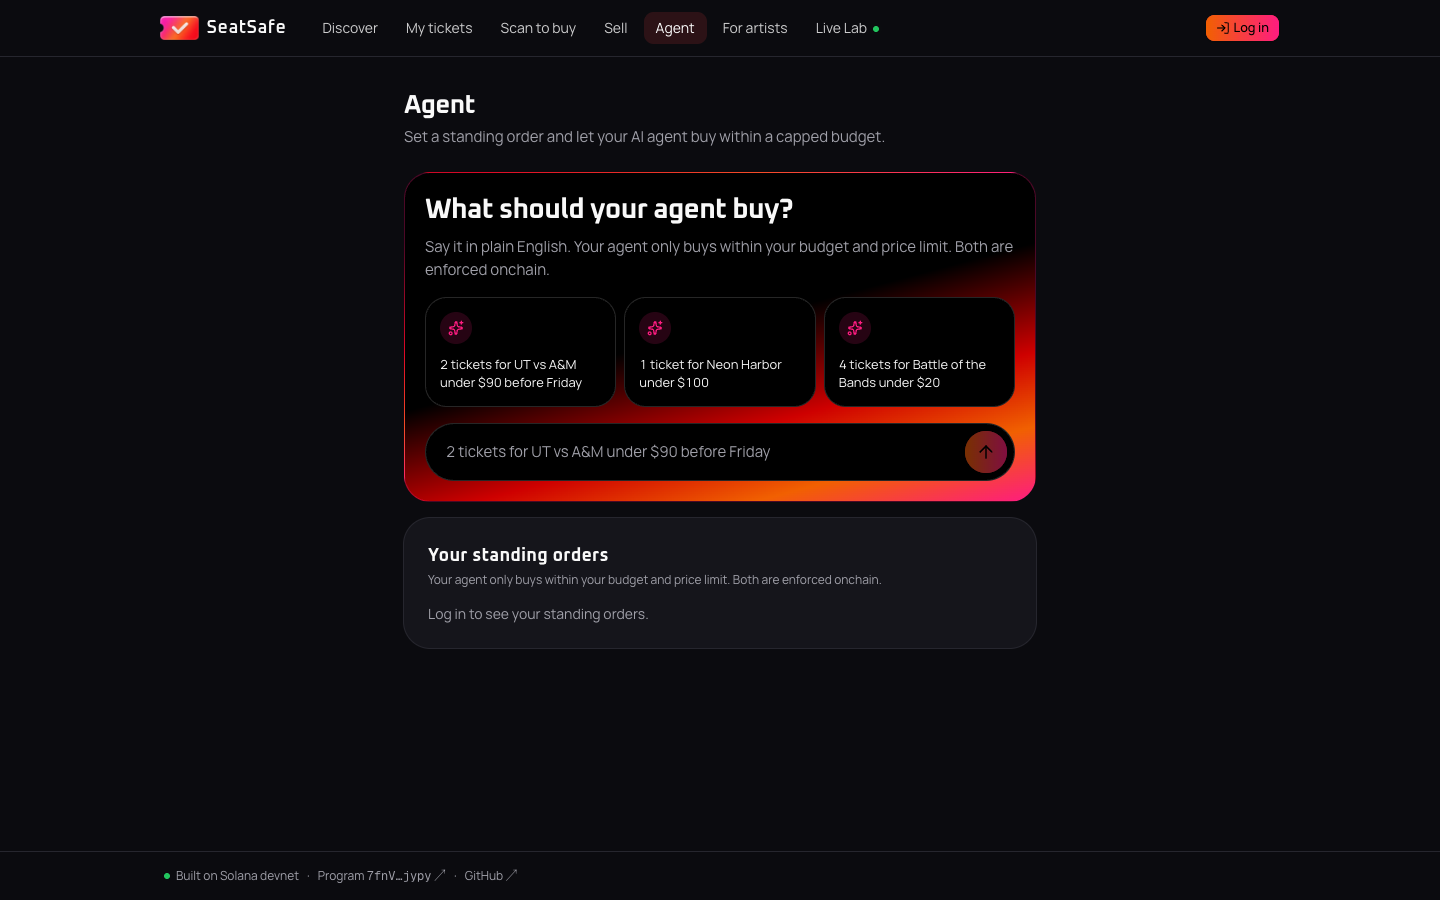 SeatSafe
Discover
My tickets
Scan to buy
Sell
Agent
For artists
Live Lab
Log in
Agent
Set a standing order and let your AI agent buy within a capped budget.
What should your agent buy?
Say it in plain English. Your agent only buys within your budget and price limit. Both are
enforced onchain.
2 tickets for UT vs A&M
under $90 before Friday
1 ticket for Neon Harbor
under $100
4 tickets for Battle of the
Bands under $20
2 tickets for UT vs A&M under $90 before Friday
Your standing orders
Your agent only buys within your budget and price limit. Both are enforced onchain.
Log in to see your standing orders.
Built on Solana devnet · Program 7fnV…jypy ↗ · GitHub ↗